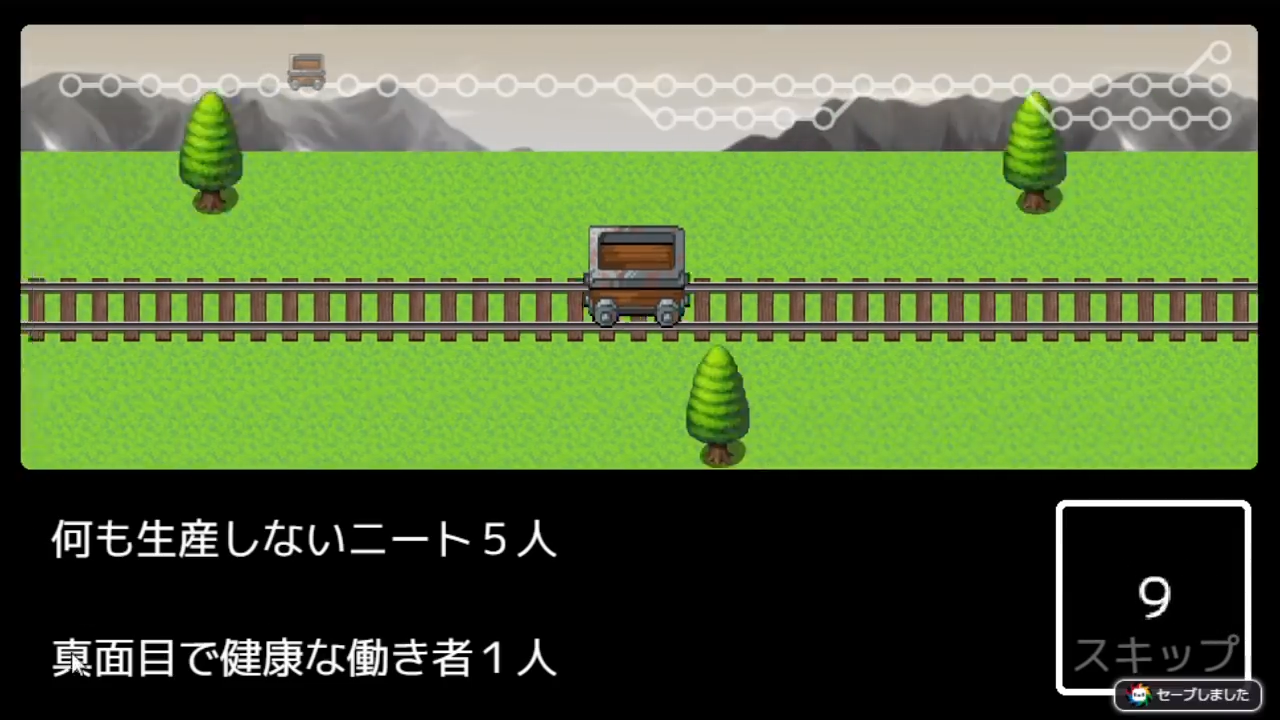 何も生産しないニート５人
真面目で健康な働き者１人
9
スキップ
セーブしました